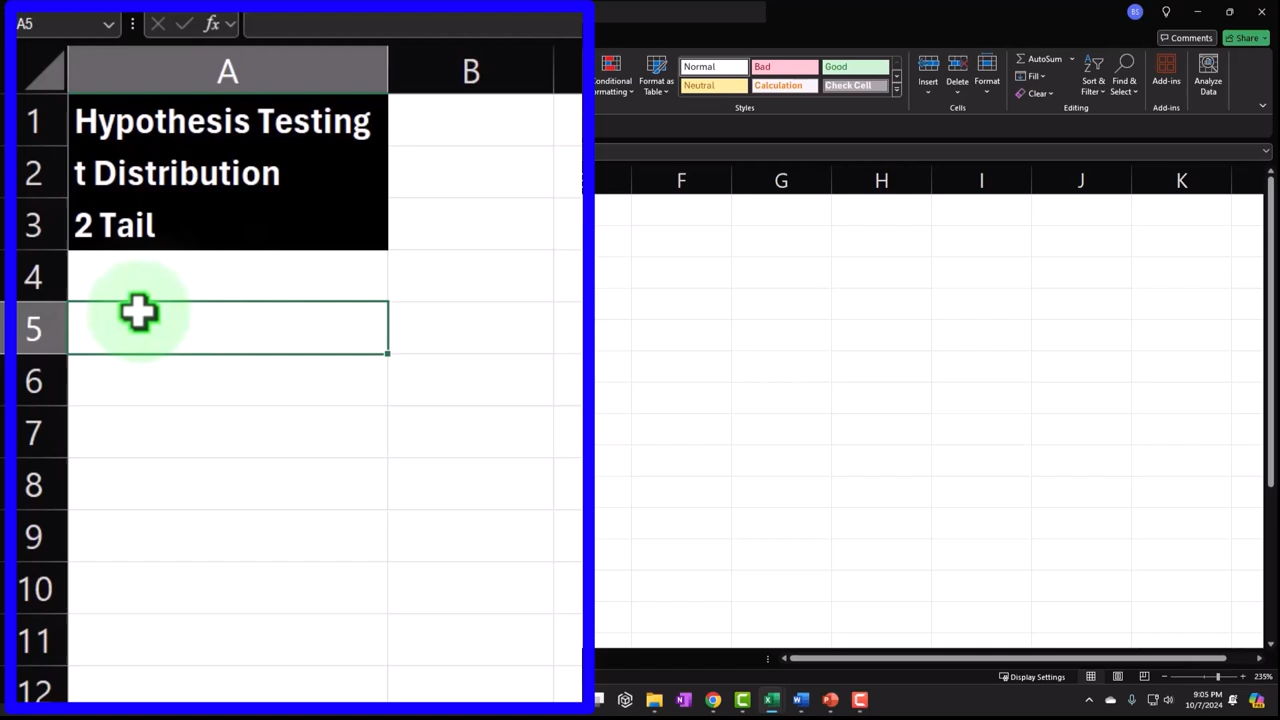 A5
fx
BS
Comments
Share
Conditional
Formatting
Format as
Table
Normal
Bad
Good
Neutral
Calculation
Check Cell
Styles
Insert
Delete
Format
Cells
AutoSum
Fill
Clear
Sort &
Filter
Find &
Select
Editing
Add-ins
Add-ins
Analyze
Data
A B
F G H I J K
1 Hypothesis Testing
2 t Distribution
3 2 Tail
4
5
6
7
8
9
10
11
12
Display Settings
235%
9:05 PM
10/7/2024